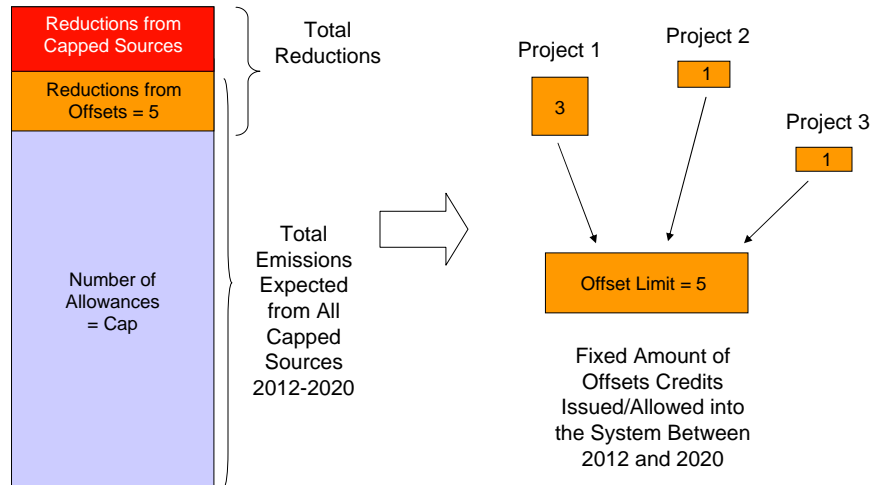 Reductions from
Capped Sources
Reductions from
Offsets = 5
Number of
Allowances
= Cap
Total
Reductions
Total
Emissions
Expected
from All
Capped
Sources
2012-2020
Project 1
3
Project 2
1
Project 3
1
Offset Limit = 5
Fixed Amount of
Offsets Credits
Issued/Allowed into
the System Between
2012 and 2020